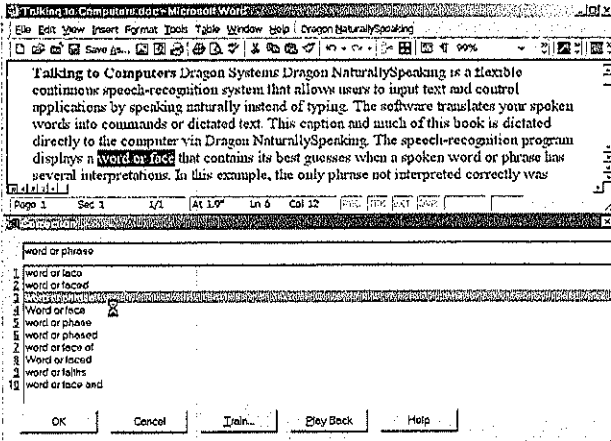 Talking to Computers.doc - Microsoft Word
File Edit View Insert Format Tools Table Window Help Dragon NaturallySpeaking
Save As... 90%
Talking to Computers Dragon Systems Dragon NaturallySpeaking is a flexible
continuous speech-recognition system that allows users to input text and control
applications by speaking naturally instead of typing. The software translates your spoken
words into commands or dictated text. This caption and much of this book is dictated
directly to the computer via Dragon NaturallySpeaking. The speech-recognition program
displays a word or face that contains its best guesses when a spoken word or phrase has
several interpretations. In this example, the only phrase not interpreted correctly was
Page 1 Sec 1 1/1 At 1.9" Ln 6 Col 12
Correction
word or phrase
1 word or face
2 word or faced
3 word or phrase
4 Word or face
5 word or phase
6 word or phased
7 word or face of
8 Word or faced
9 word or faiths
10 word or face and
OK Cancel Train... Play Back Help